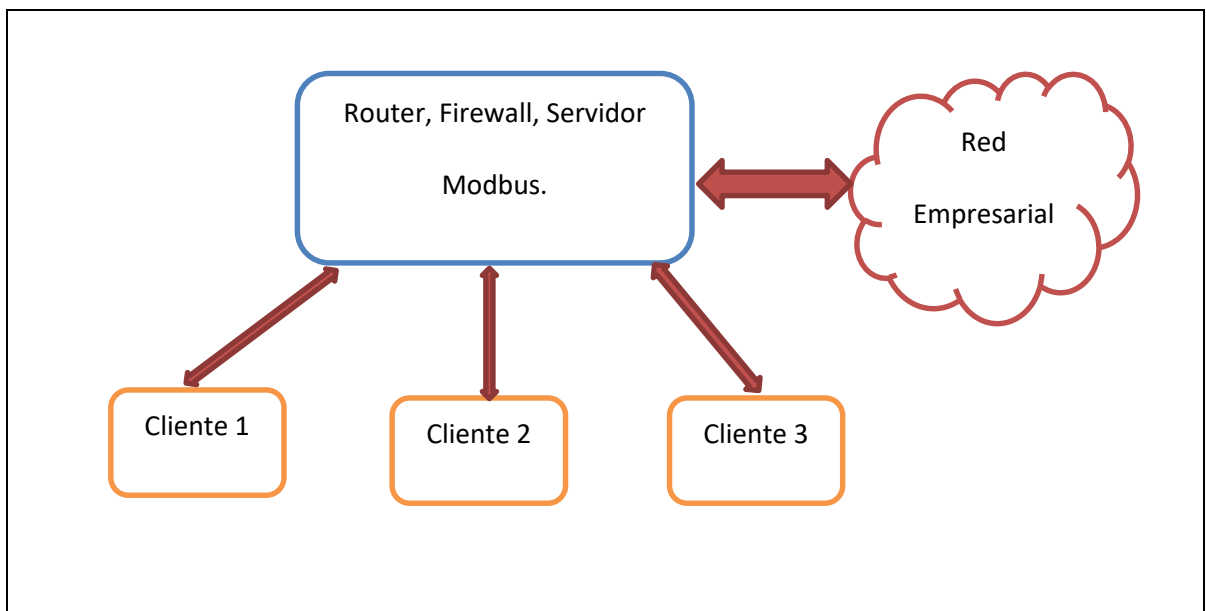 Router, Firewall, Servidor
Modbus.
Red
Empresarial
Cliente 1
Cliente 2
Cliente 3